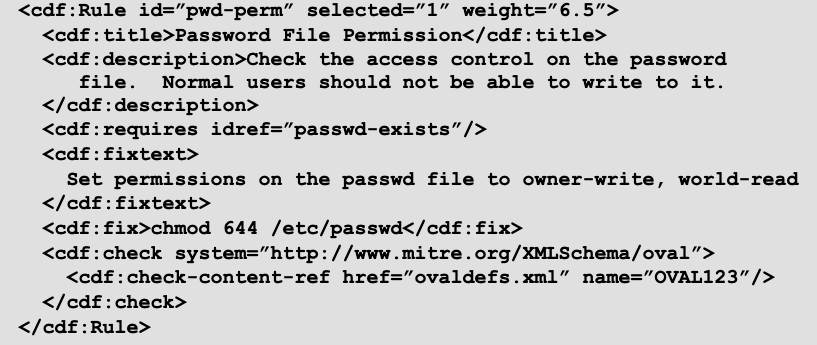 <cdf:Rule id=”pwd-perm” selected=”1” weight=”6.5”>
<cdf:title>Password File Permission</cdf:title>
<cdf:description>Check the access control on the password
file.  Normal users should not be able to write to it.
</cdf:description>
<cdf:requires idref=”passwd-exists”/>
<cdf:fixtext>
Set permissions on the passwd file to owner-write, world-read
</cdf:fixtext>
<cdf:fix>chmod 644 /etc/passwd</cdf:fix>
<cdf:check system=”http://www.mitre.org/XMLSchema/oval”>
<cdf:check-content-ref href=”ovaldefs.xml” name=”OVAL123”/>
</cdf:check>
</cdf:Rule>